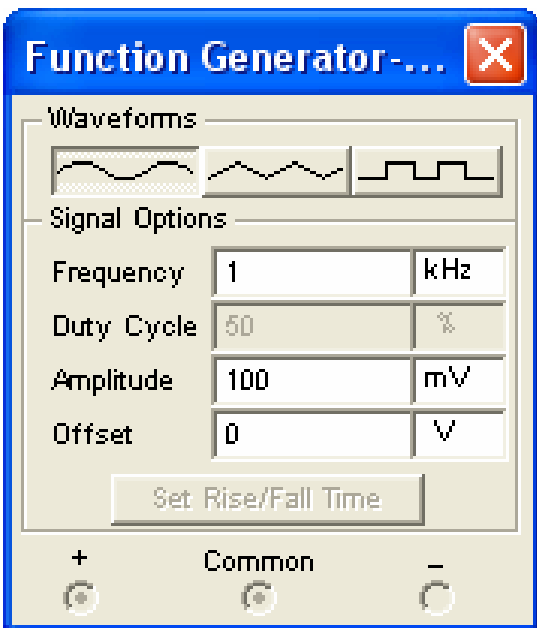 Function Generator-...
Waveforms
Signal Options
Frequency 1 kHz
Duty Cycle 50 %
Amplitude 100 mV
Offset 0 V
Set Rise/Fall Time
+ Common –